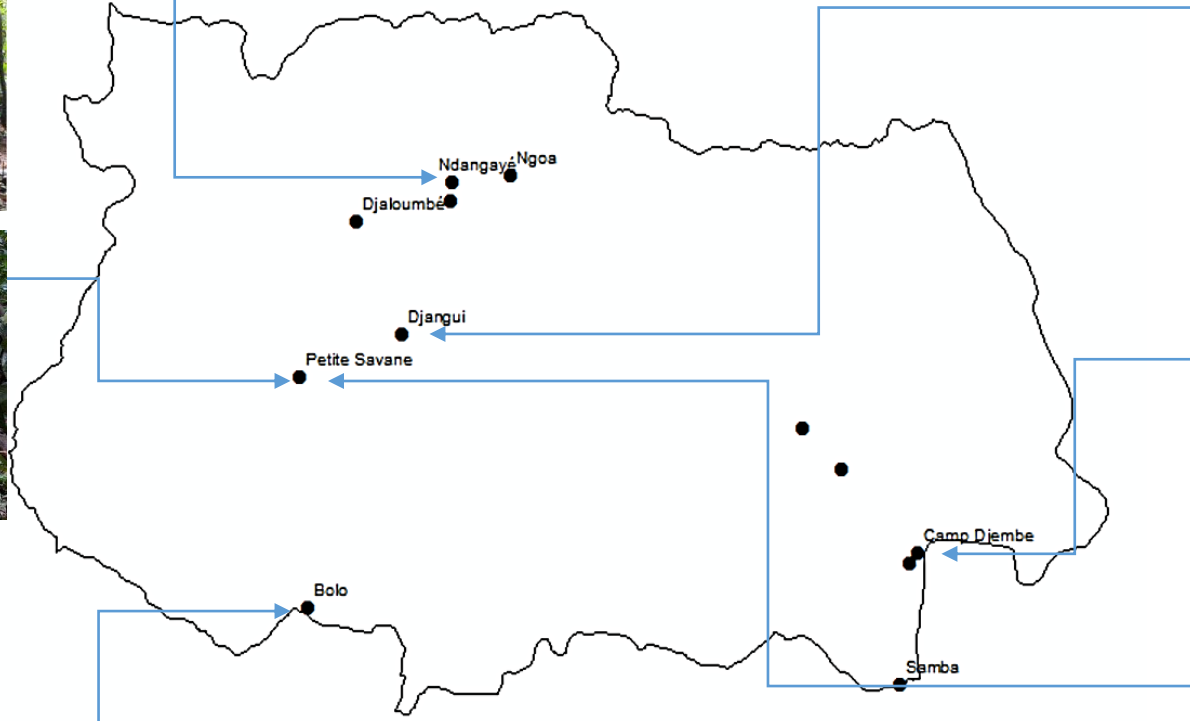 Ngoa
Ndangayé
Djaloumbé
Djangui
Petite Savane
Camp Djembe
Bolo
Samba